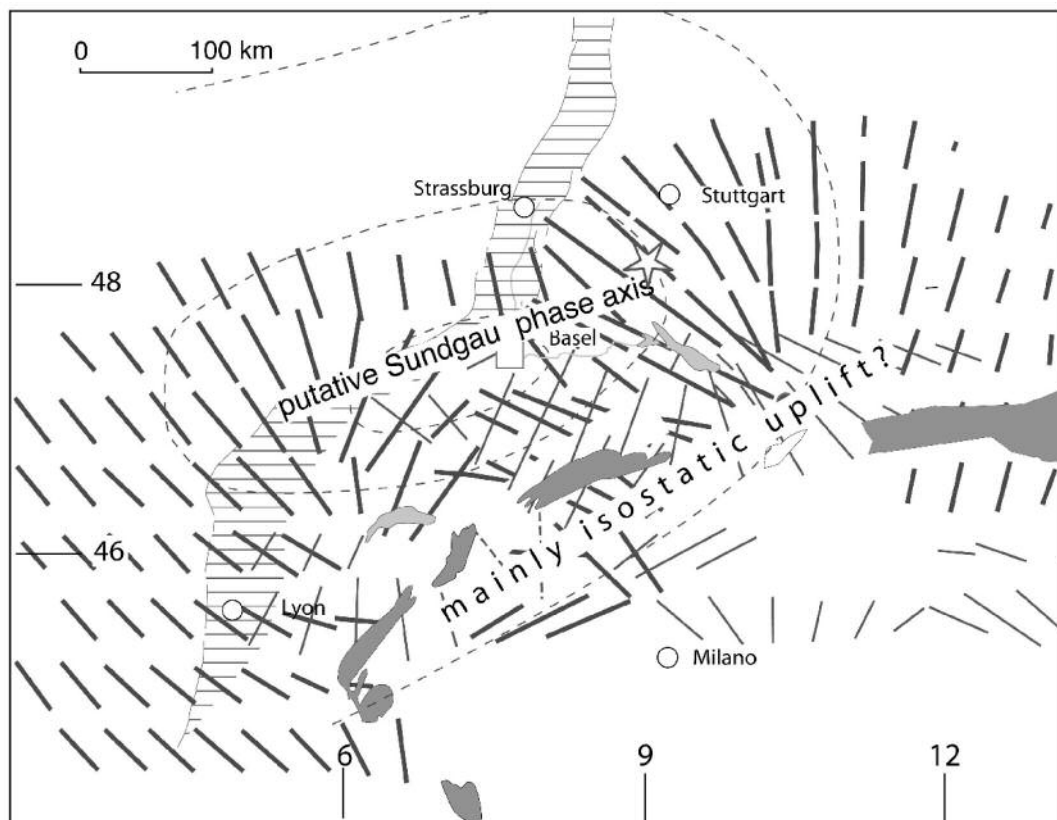 0 100 km
Strassburg
Stuttgart
48
putative Sundgau phase axis
Basel
mainly isostatic uplift?
46
Lyon
Milano
6 9 12